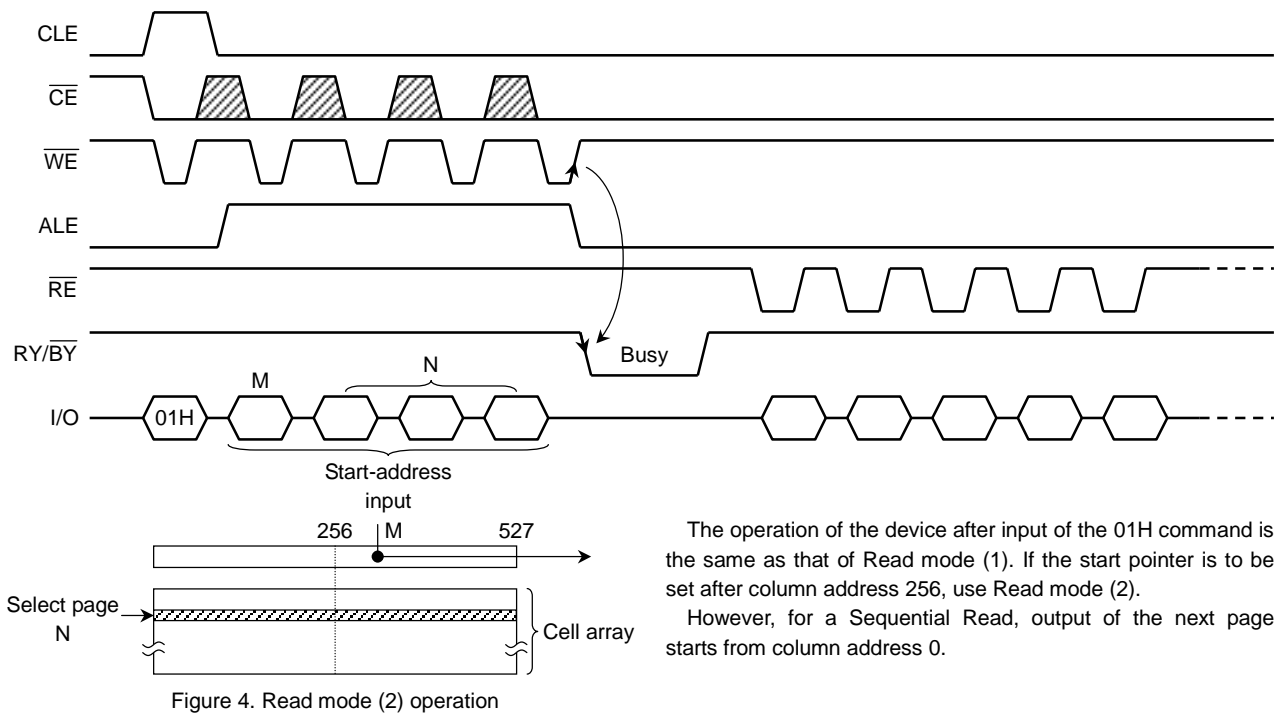 CLE
CE
WE
ALE
RE
RY/BY
Busy
M
N
I/O
01H
Start-address
input
256
M
527
Select page
N
Cell array
Figure 4. Read mode (2) operation
The operation of the device after input of the 01H command is
the same as that of Read mode (1). If the start pointer is to be
set after column address 256, use Read mode (2).
However, for a Sequential Read, output of the next page
starts from column address 0.